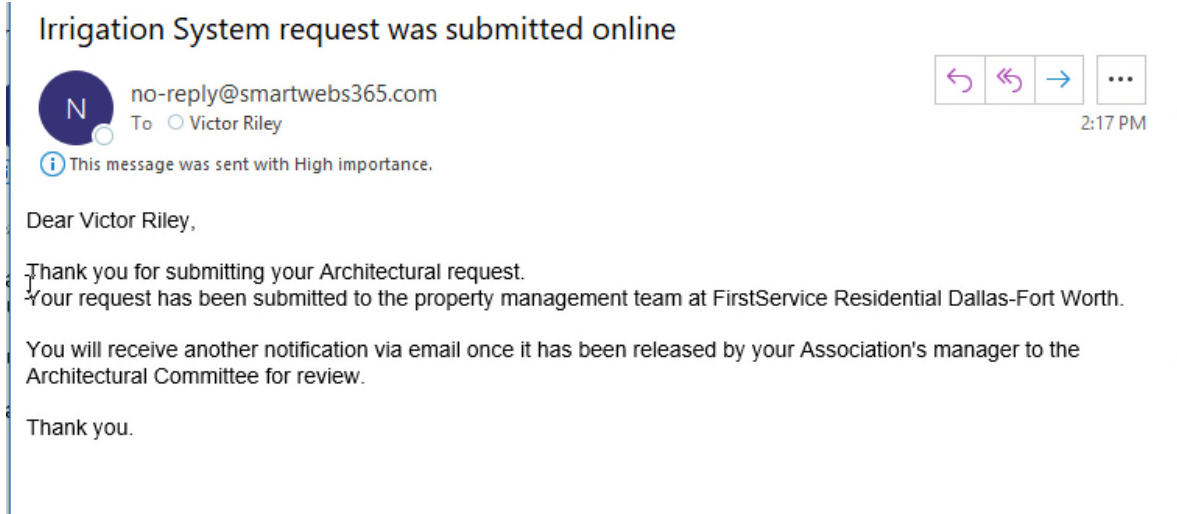 Irrigation System request was submitted online
N
no-reply@smartwebs365.com
To Victor Riley
2:17 PM
This message was sent with High importance.
Dear Victor Riley,
Thank you for submitting your Architectural request.
Your request has been submitted to the property management team at FirstService Residential Dallas-Fort Worth.
You will receive another notification via email once it has been released by your Association's manager to the
Architectural Committee for review.
Thank you.